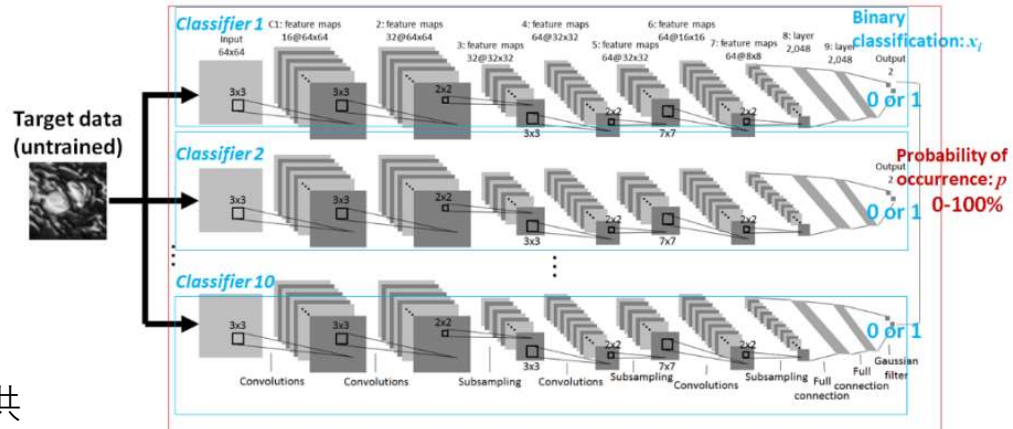 Classifier 1
Input
64x64
C1: feature maps
16@64x64
2: feature maps
32@64x64
3: feature maps
32@32x32
4: feature maps
64@32x32
5: feature maps
64@32x32
6: feature maps
64@16x16
7: feature maps
64@8x8
8: layer
2,048
9: layer
2,048
Output
2
Binary
classification: xi
3x3
3x3
2x2
3x3
2x2
7x7
2x2
0 or 1
Target data
(untrained)
Classifier 2
3x3
3x3
2x2
3x3
2x2
7x7
2x2
Output
2
0 or 1
Probability of
occurrence: p
0-100%
Classifier 10
3x3
3x3
2x2
3x3
2x2
7x7
2x2
0 or 1
Convolutions
Convolutions
Subsampling
Convolutions
Subsampling
Convolutions
Subsampling
Full
connection
Full
connection
Gaussian
filter
共